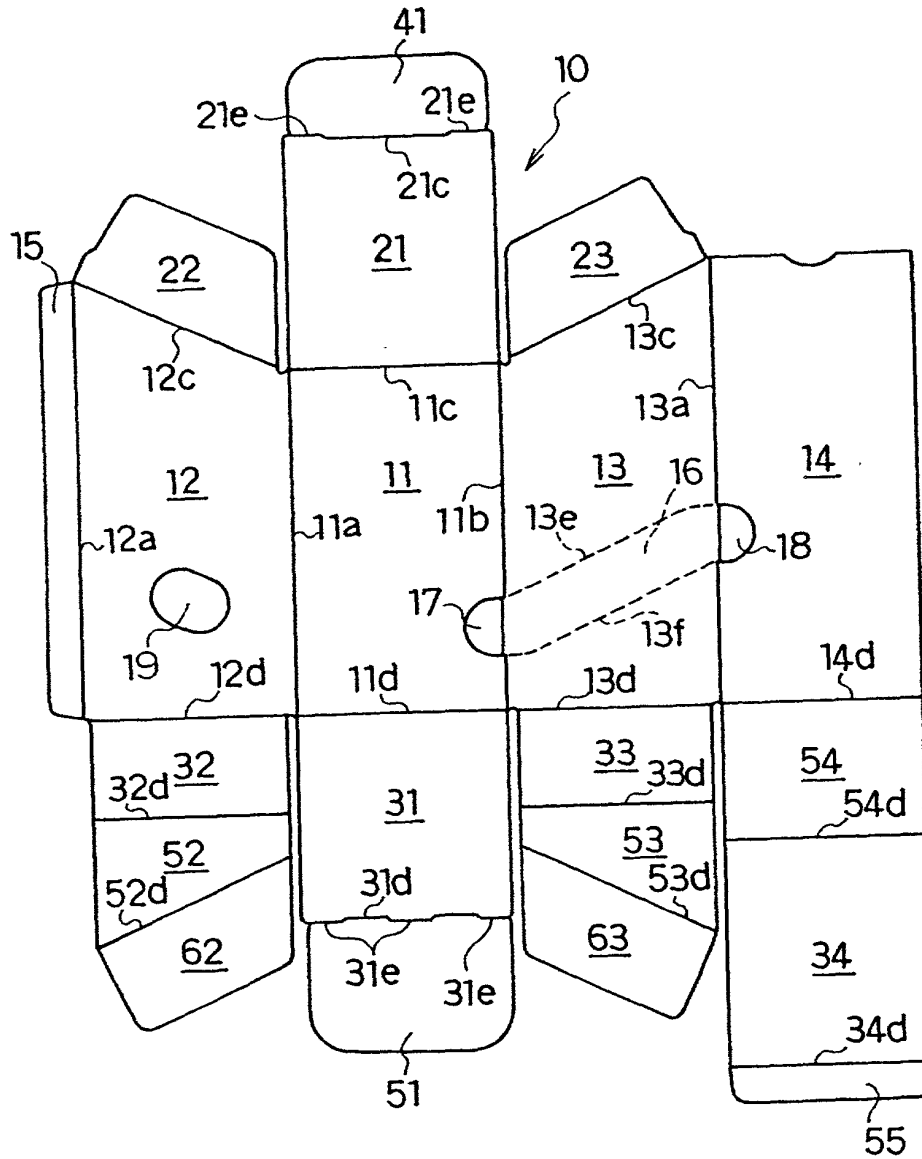 41
10
21e 21e
21c
15
22 21 23
12c 13c
11c 13a
12 11 13 16 14
12a 11a 11b 13e
18
17
19 13f
12d 11d 13d 14d
32 33 54
32d 31 33d 54d
52 53
52d 31d 53d
62 63 34
31e 31e
34d
51
55